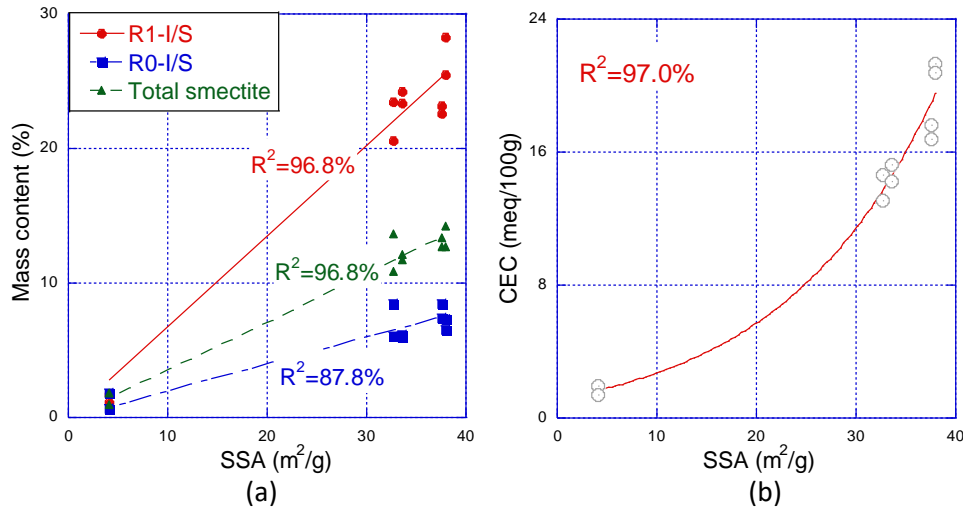 30
20
10
0
Mass content (%)
R1-I/S
R0-I/S
Total smectite
R²=96.8%
R²=96.8%
R²=87.8%
0 10 20 30 40
SSA (m²/g)
(a)
24
16
8
0
CEC (meq/100g)
R²=97.0%
0 10 20 30 40
SSA (m²/g)
(b)